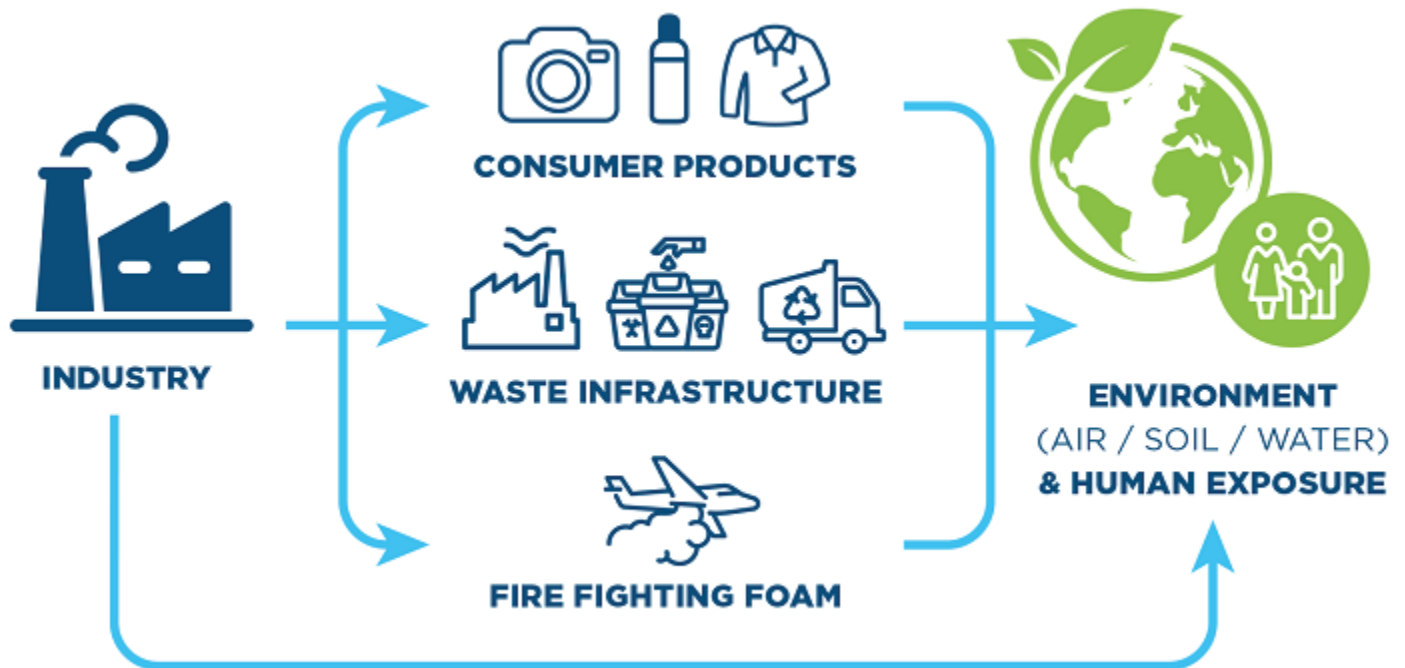 CONSUMER PRODUCTS
INDUSTRY
WASTE INFRASTRUCTURE
FIRE FIGHTING FOAM
ENVIRONMENT
(AIR / SOIL / WATER)
& HUMAN EXPOSURE